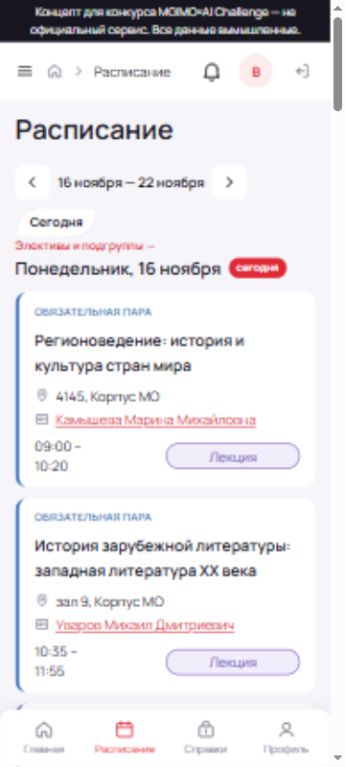 Концепт для конкурса MGIMO×AI Challenge — не
официальный сервис. Все данные вымышленные.
Расписание
В
Расписание
16 ноября — 22 ноября
Сегодня
Элективы и подгруппы —
Понедельник, 16 ноября
сегодня
ОБЯЗАТЕЛЬНАЯ ПАРА
Регионоведение: история и
культура стран мира
4145, Корпус МО
Камышева Марина Михайловна
09:00 –
10:20
Лекция
ОБЯЗАТЕЛЬНАЯ ПАРА
История зарубежной литературы:
западная литература XX века
зал 9, Корпус МО
Уваров Михаил Дмитриевич
10:35 –
11:55
Лекция
Главная
Расписание
Справки
Профиль